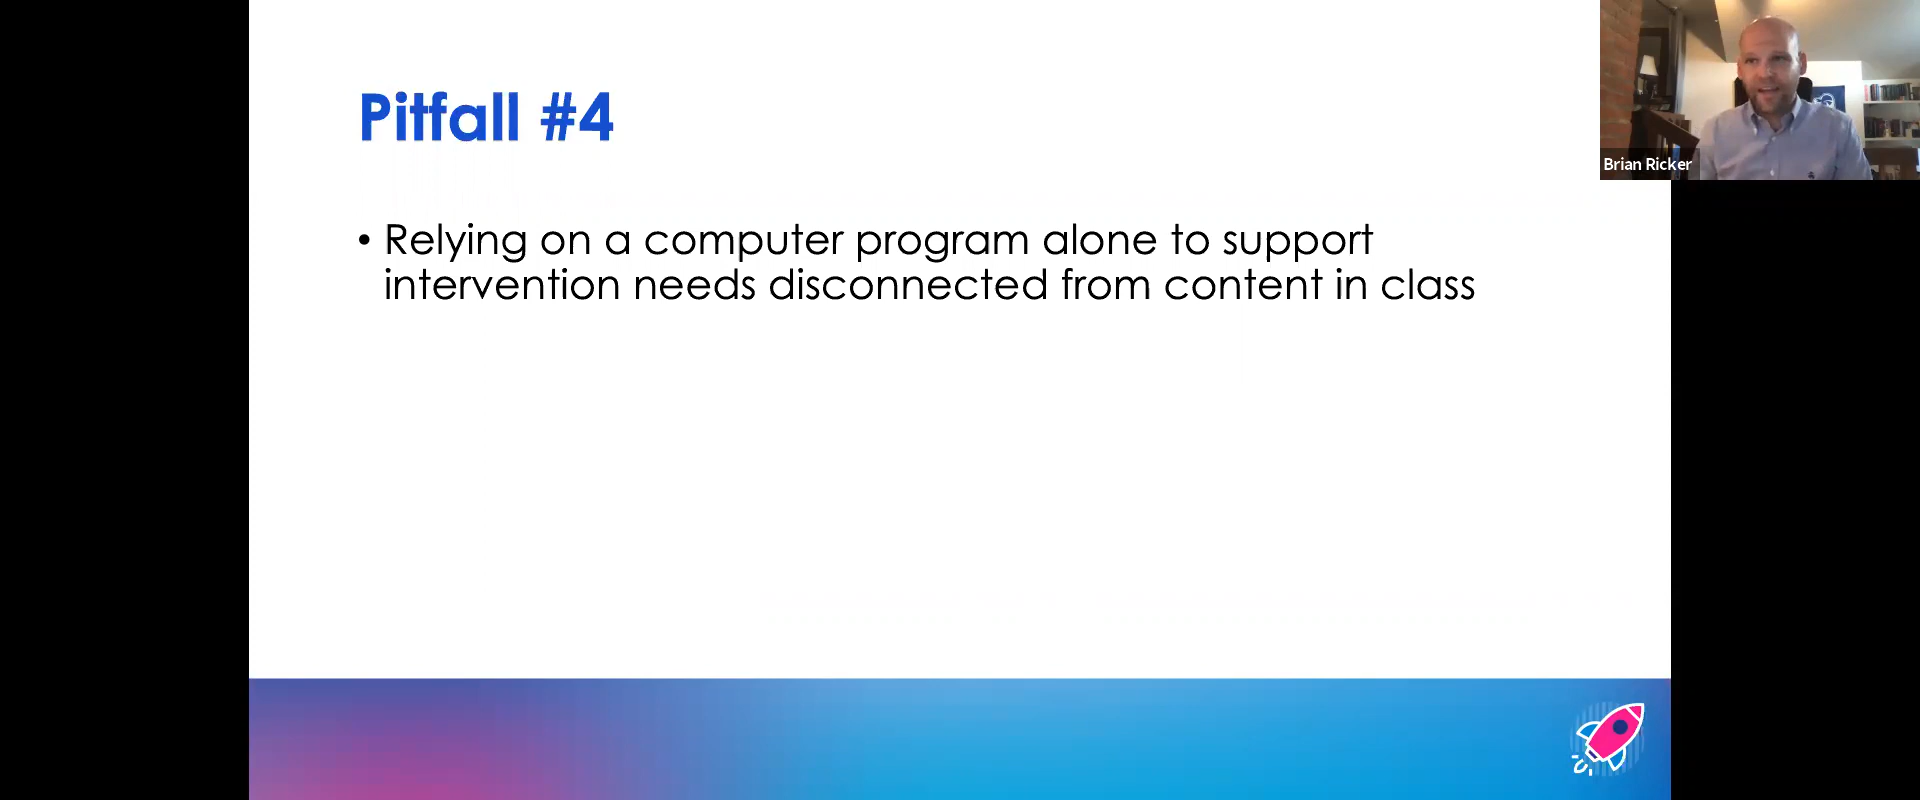 Pitfall #4
• Relying on a computer program alone to support
intervention needs disconnected from content in class
Brian Ricker